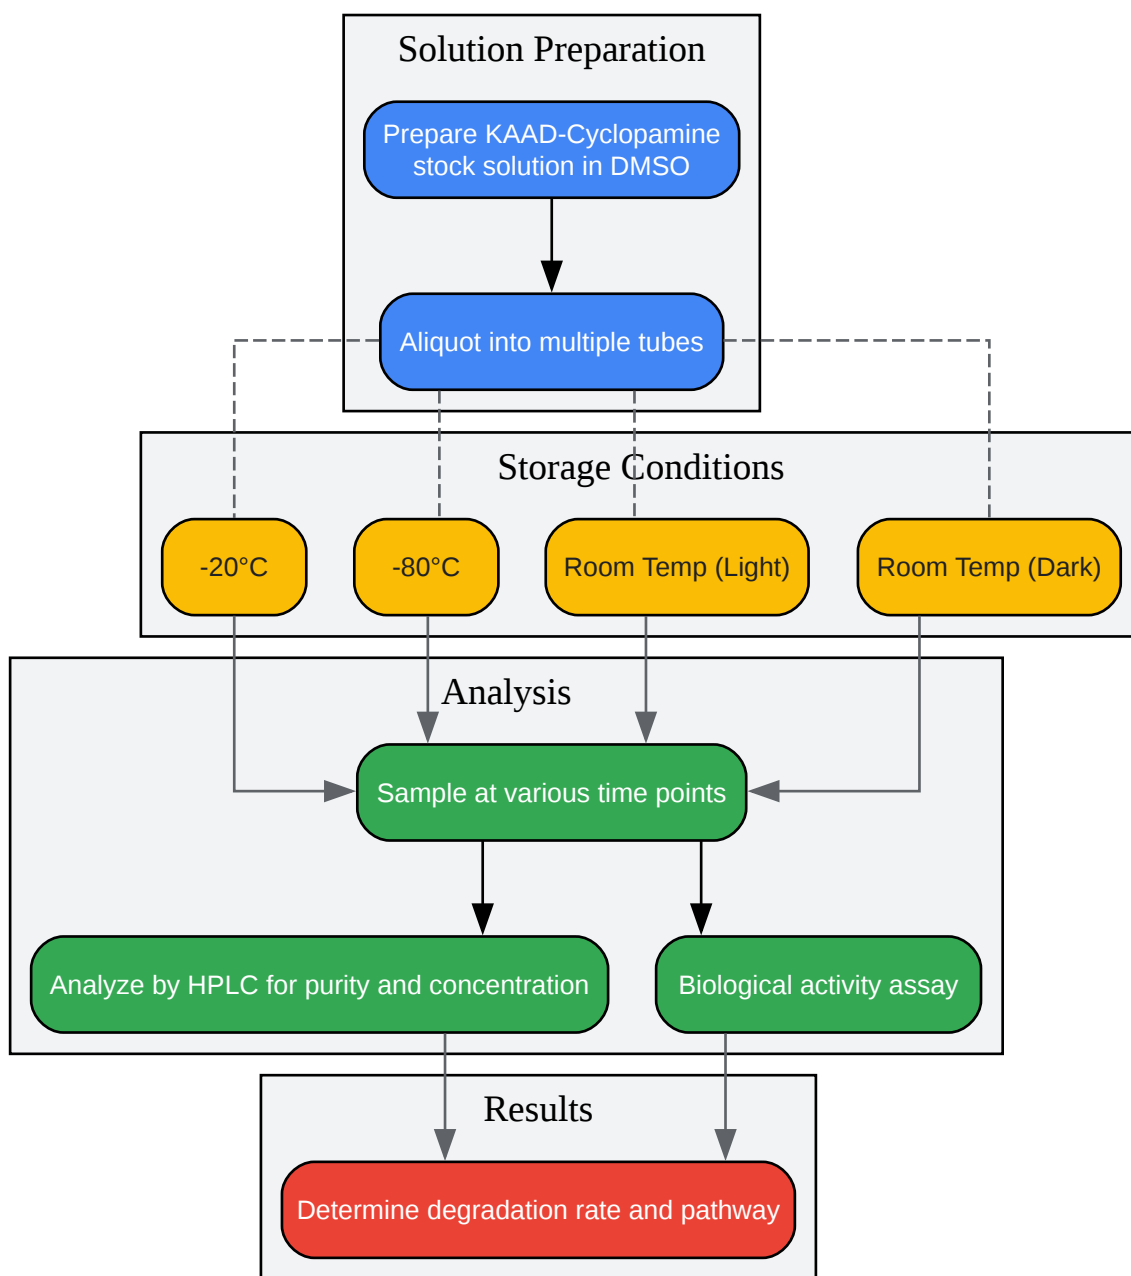 Solution Preparation
Prepare KAAD-Cyclopamine
stock solution in DMSO
Aliquot into multiple tubes
Storage Conditions
-20°C
-80°C
Room Temp (Light)
Room Temp (Dark)
Analysis
Sample at various time points
Analyze by HPLC for purity and concentration
Biological activity assay
Results
Determine degradation rate and pathway